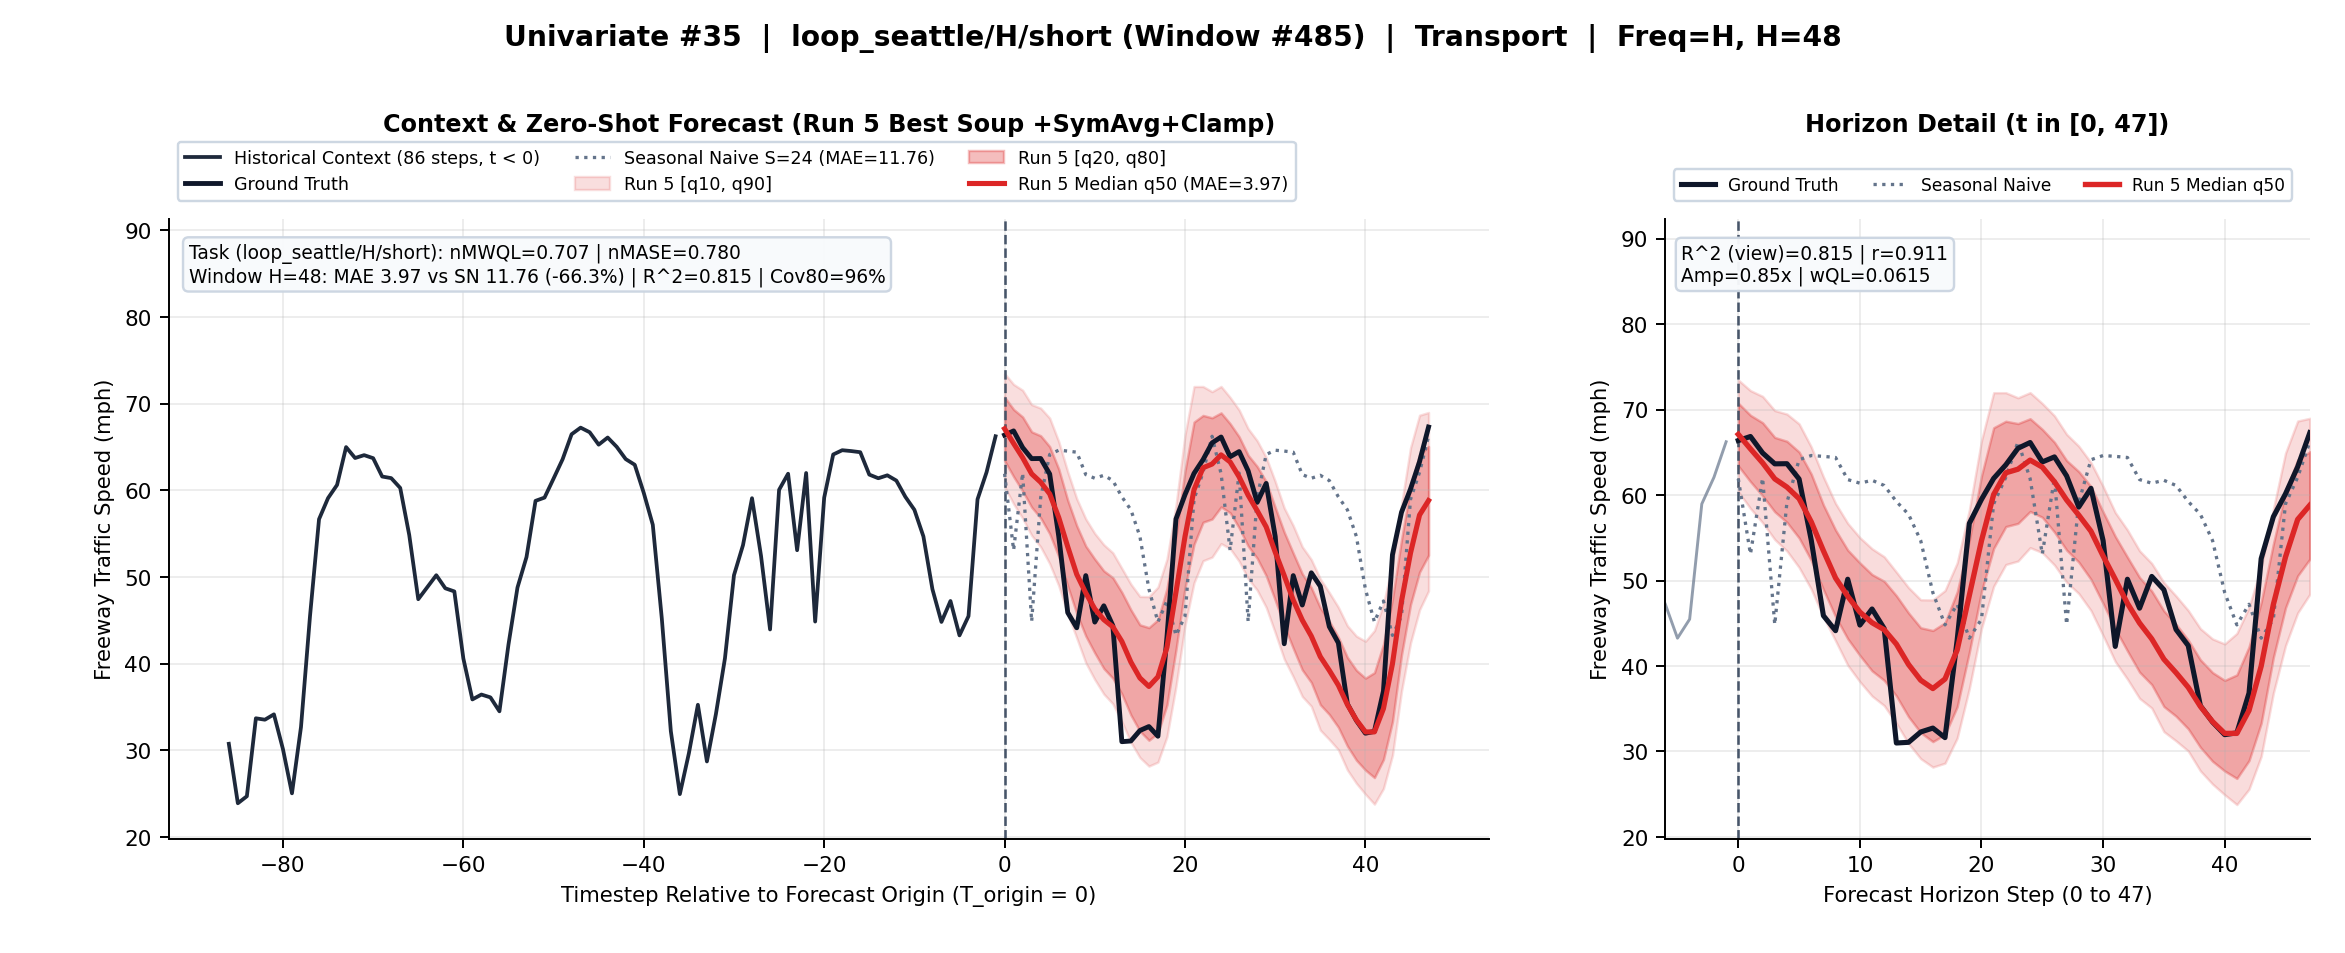 Univariate #35 | loop_seattle/H/short (Window #485) | Transport | Freq=H, H=48
Context & Zero-Shot Forecast (Run 5 Best Soup +SymAvg+Clamp)
Historical Context (86 steps, t < 0)
Ground Truth
Seasonal Naive S=24 (MAE=11.76)
Run 5 [q10, q90]
Run 5 [q20, q80]
Run 5 Median q50 (MAE=3.97)
Task (loop_seattle/H/short): nMWQL=0.707 | nMASE=0.780
Window H=48: MAE 3.97 vs SN 11.76 (-66.3%) | R^2=0.815 | Cov80=96%
Freeway Traffic Speed (mph)
90
80
70
60
50
40
30
20
−80 −60 −40 −20 0 20 40
Timestep Relative to Forecast Origin (T_origin = 0)
Horizon Detail (t in [0, 47])
Ground Truth Seasonal Naive Run 5 Median q50
R^2 (view)=0.815 | r=0.911
Amp=0.85x | wQL=0.0615
Freeway Traffic Speed (mph)
90
80
70
60
50
40
30
20
0 10 20 30 40
Forecast Horizon Step (0 to 47)